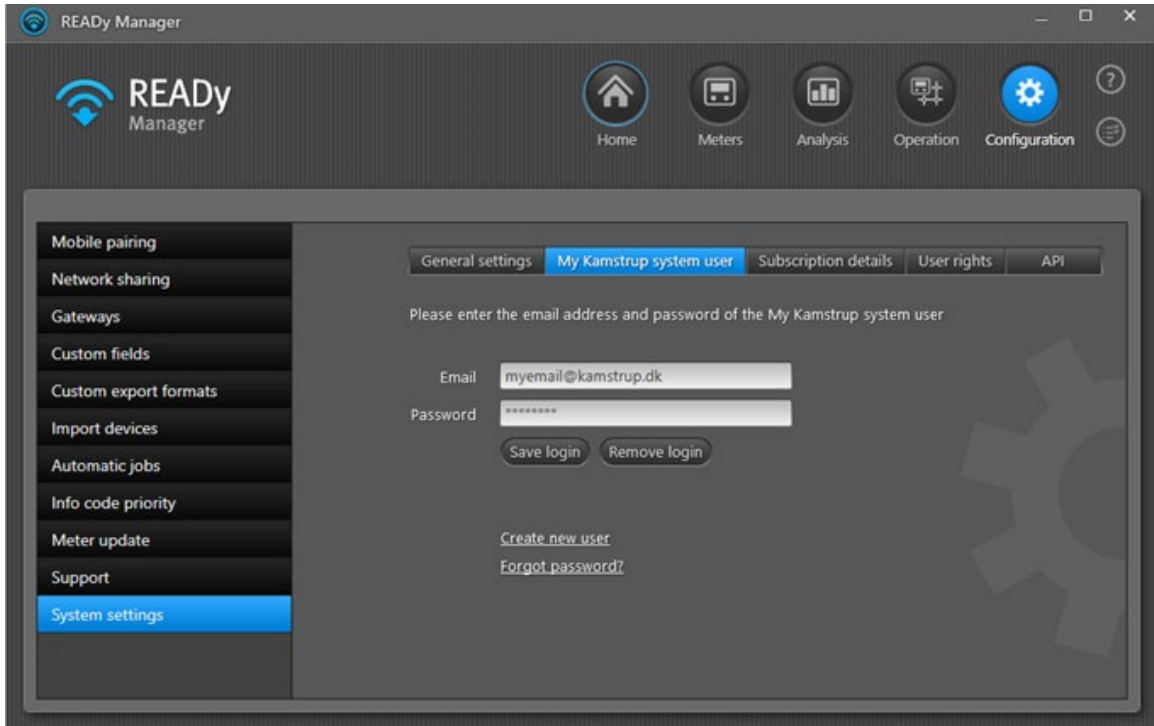 READy Manager
READy
Manager
Home Meters Analysis Operation Configuration
?
Mobile pairing
Network sharing
Gateways
Custom fields
Custom export formats
Import devices
Automatic jobs
Info code priority
Meter update
Support
System settings
General settings My Kamstrup system user Subscription details User rights API
Please enter the email address and password of the My Kamstrup system user
Email myemail@kamstrup.dk
Password ********
Save login Remove login
Create new user
Forgot password?